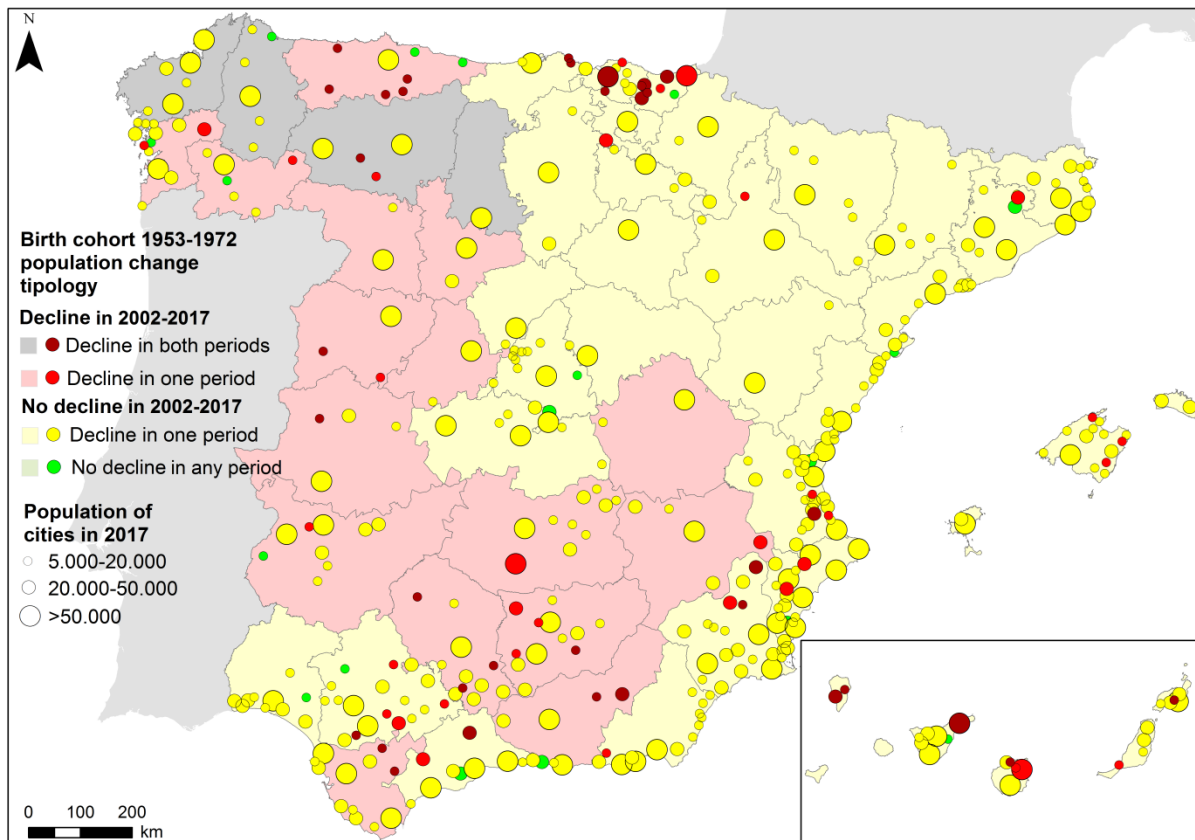 N
Birth cohort 1953-1972
population change
tipology
Decline in 2002-2017
Decline in both periods
Decline in one period
No decline in 2002-2017
Decline in one period
No decline in any period
Population of
cities in 2017
5.000-20.000
20.000-50.000
>50.000
0 50 100 200
km